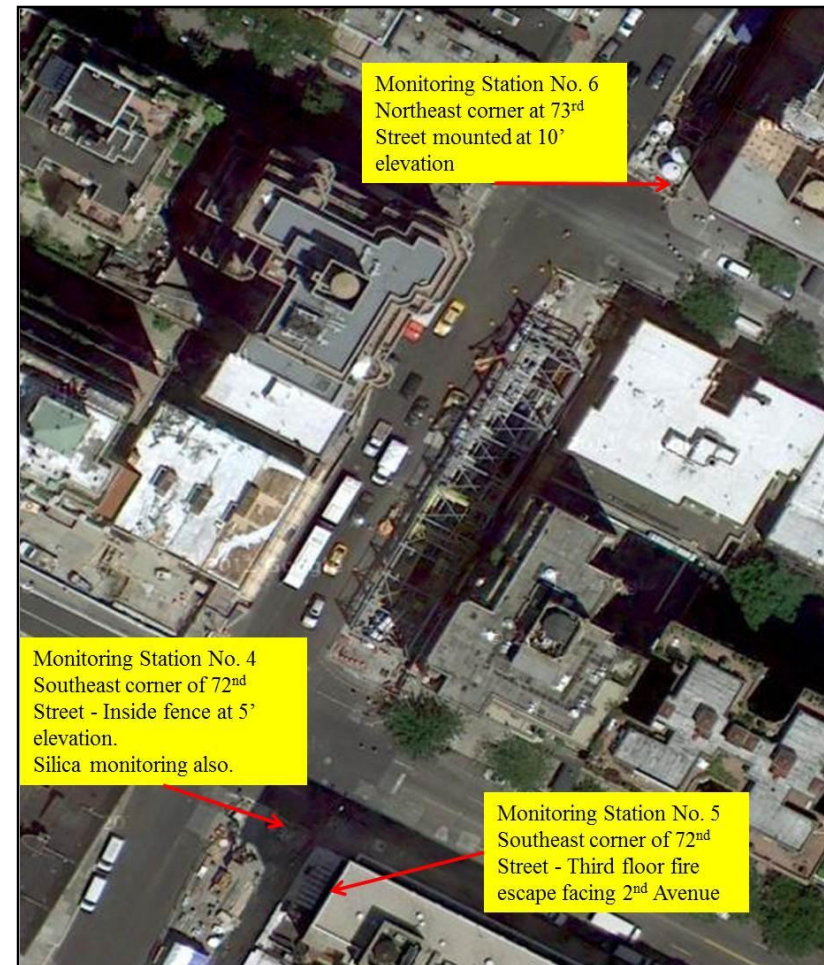 Monitoring Station No. 6
Northeast corner at 73rd
Street mounted at 10’
elevation
Monitoring Station No. 4
Southeast corner of 72nd
Street - Inside fence at 5’
elevation.
Silica monitoring also.
Monitoring Station No. 5
Southeast corner of 72nd
Street - Third floor fire
escape facing 2nd Avenue